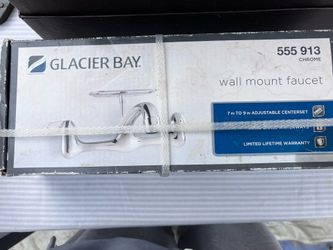 GLACIER BAY.
555 913
CHROME
wall mount faucet
7 IN TO 9 IN ADJUSTABLE CENTERSET
LIMITED LIFETIME WARRANTY